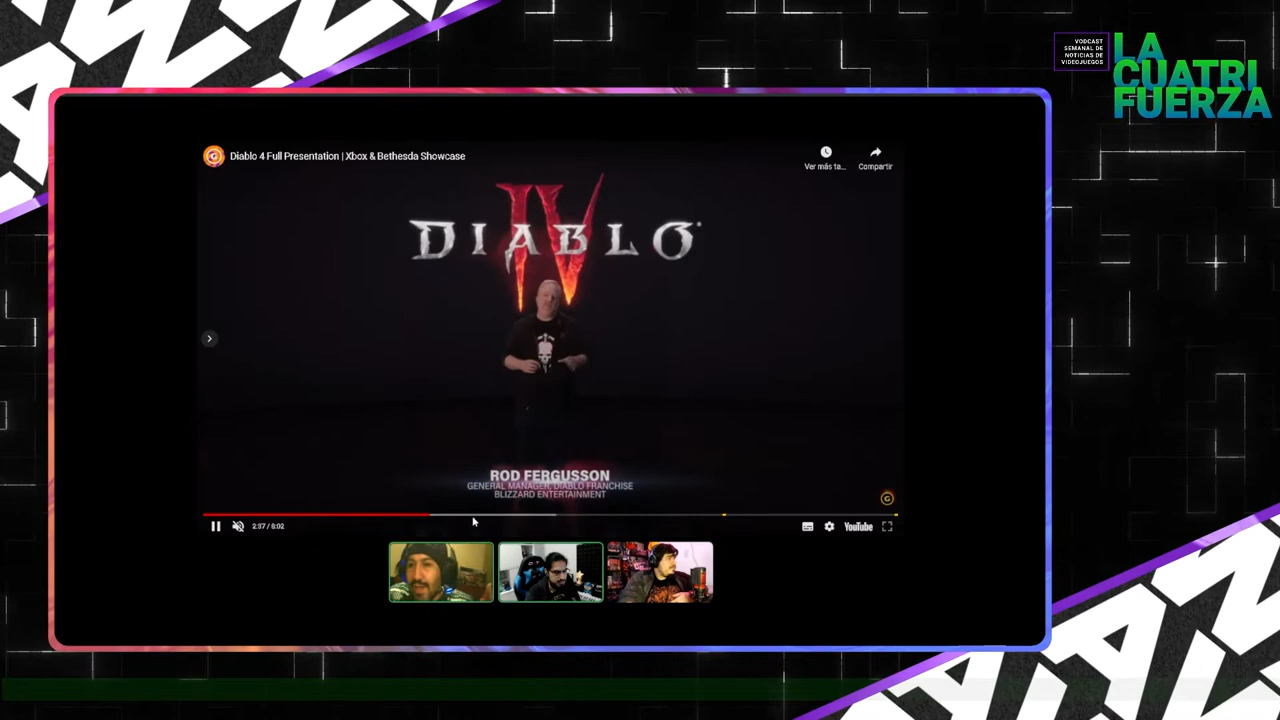 VODCAST
SEMANAL DE
NOTICIAS DE
VIDEOJUEGOS
LA
CUATRI
FUERZA
Diablo 4 Full Presentation | Xbox & Bethesda Showcase
Ver más ta...
Compartir
IV
DIABLO
ROD FERGUSSON
GENERAL MANAGER, DIABLO FRANCHISE
BLIZZARD ENTERTAINMENT
G
2:37 / 6:02
YouTube